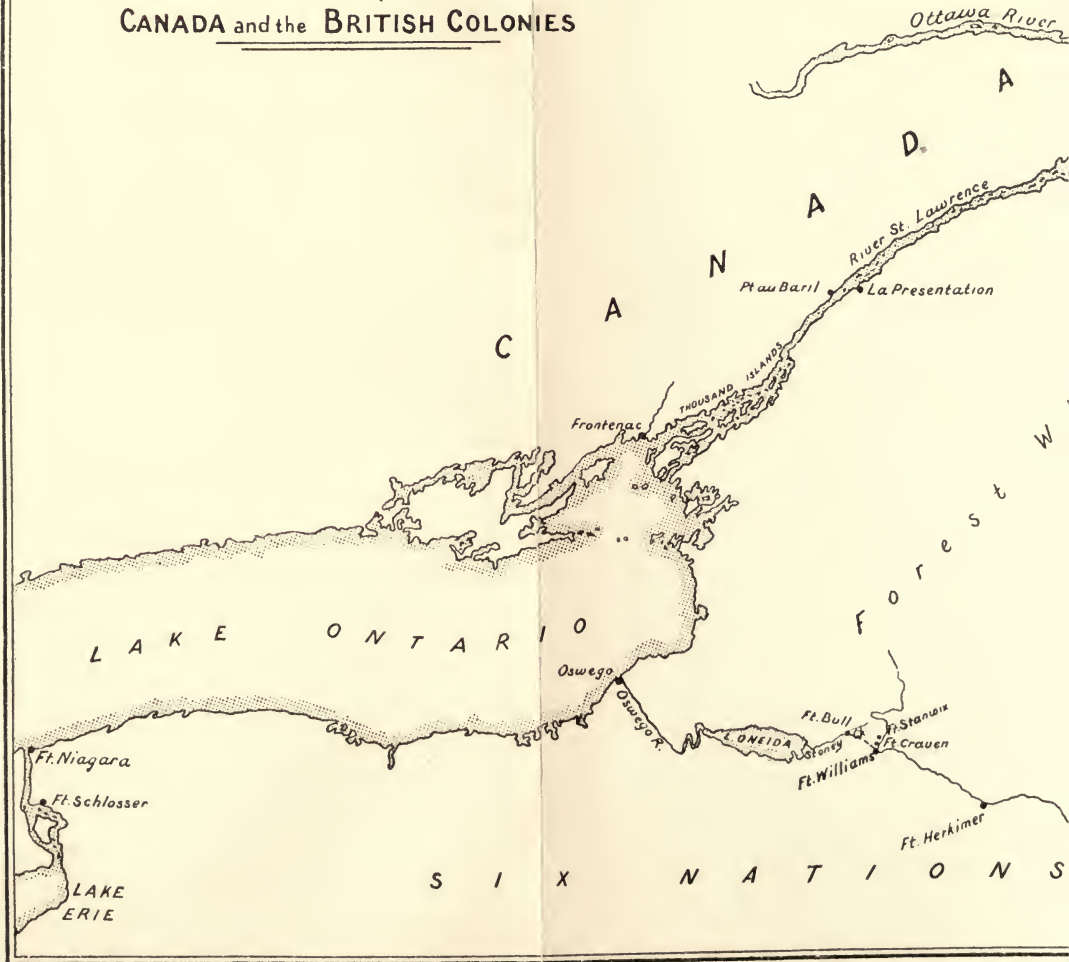 CANADA and the BRITISH COLONIES
Ottawa River
CANADA
River St. Lawrence
Pt au Baril
La Presentation
THOUSAND ISLANDS
Frontenac
Forest W
LAKE ONTARIO
Oswego
Oswego R.
L. ONEIDA
Stoney
Ft. Bull
Ft. Stanwix
Ft Craven
Ft. Williams
Ft. Herkimer
Ft. Niagara
Ft. Schlosser
SIX NATIONS
LAKE
ERIE